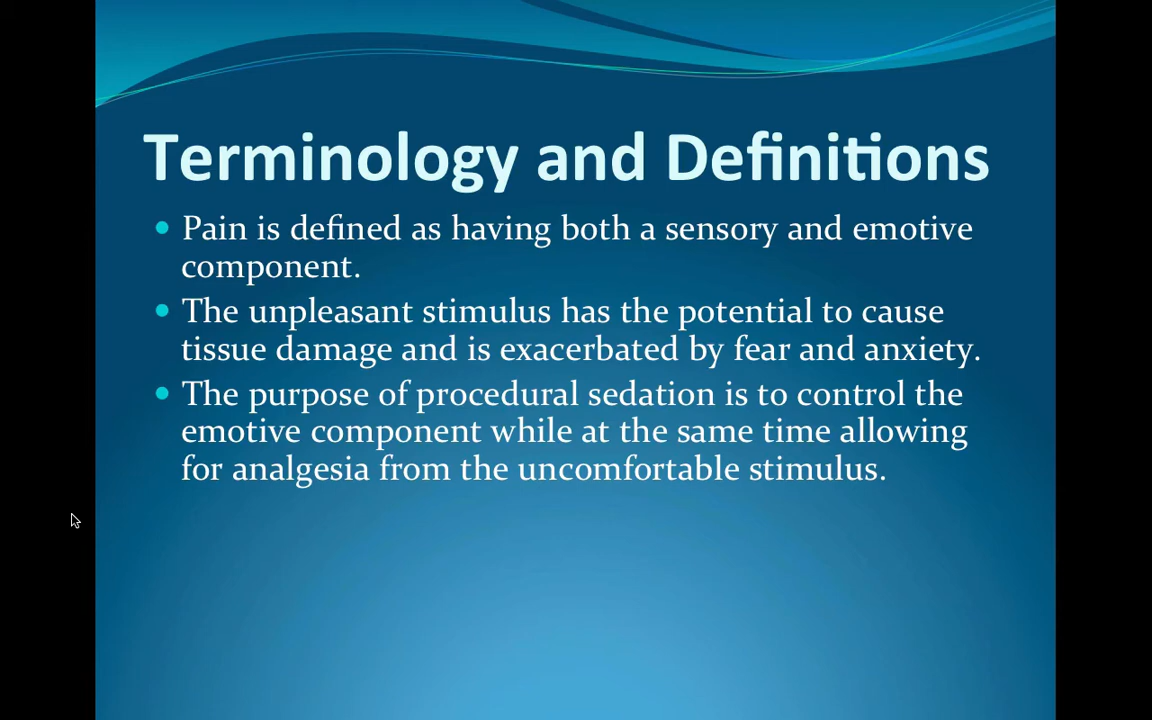 Terminology and Definitions
• Pain is defined as having both a sensory and emotive
component.
• The unpleasant stimulus has the potential to cause
tissue damage and is exacerbated by fear and anxiety.
• The purpose of procedural sedation is to control the
emotive component while at the same time allowing
for analgesia from the uncomfortable stimulus.